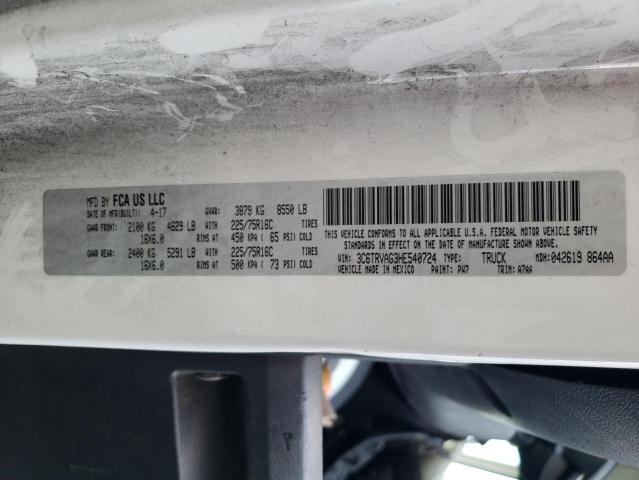 MFD BY FCA US LLC
DATE OF MFR(BUILT): 4-17 GVWR: 3879 KG 8550 LB
GAWR FRONT: 2100 KG 4629 LB WITH 225/75R16C TIRES
16X6.0 RIMS AT 450 KPA ( 65 PSI) COLD
GAWR REAR: 2400 KG 5291 LB WITH 225/75R16C TIRES
16X6.0 RIMS AT 500 KPA ( 73 PSI) COLD
THIS VEHICLE CONFORMS TO ALL APPLICABLE U.S.A. FEDERAL MOTOR VEHICLE SAFETY
STANDARDS IN EFFECT ON THE DATE OF MANUFACTURE SHOWN ABOVE
VIN: 3C6TRVAG3HE540724 TYPE: TRUCK MDH: 042619 864AA
MADE IN MEXICO PAINT: PW7 TRIM: A7AA